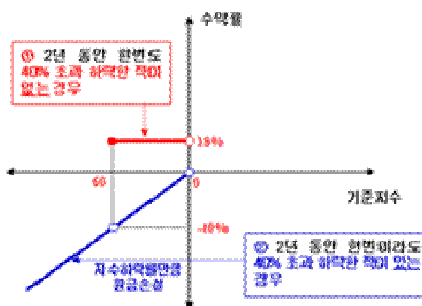 수익률
① 2년 동안 한번도
40% 초과 하락한 적이
없는 경우
15%
60
0
기준지수
-40%
② 2년 동안 한번이라도
40% 초과 하락한 적이 있는
경우
지수하락률만큼
원금손실